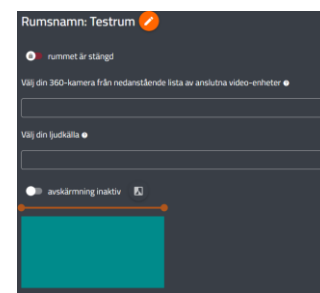 Rumsnamn: Testrum
rummet är stängd
Välj din 360-kamera från nedanstående lista av anslutna video-enheter
Välj din ljudkälla
avskärmning inaktiv